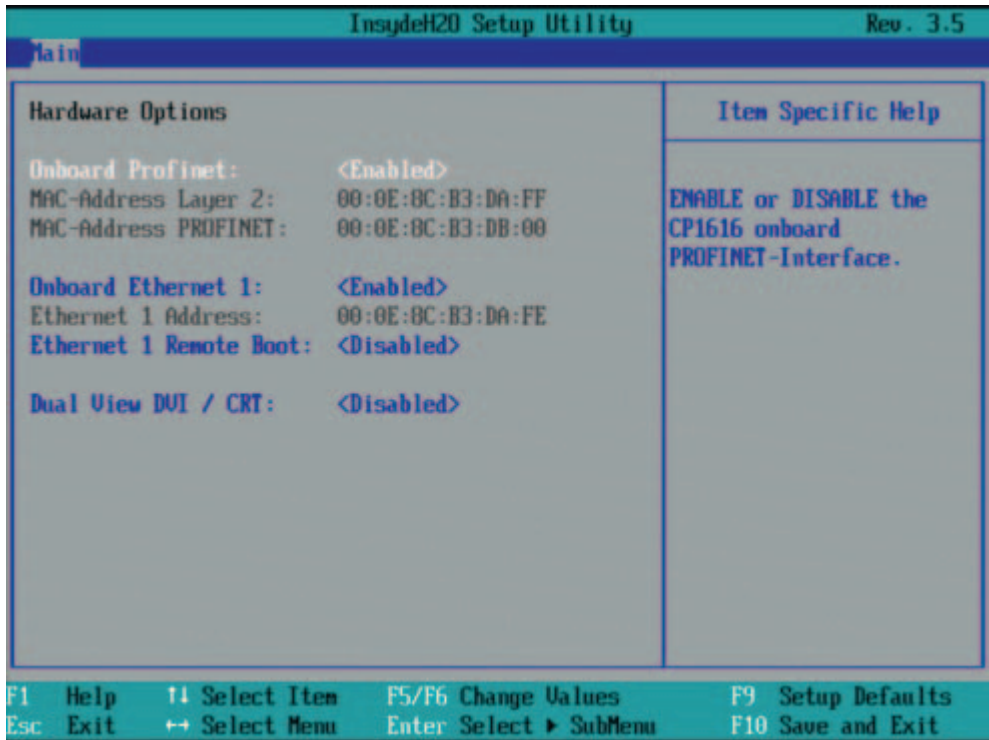 InsydeH20 Setup Utility Rev. 3.5
Main
Hardware Options
Onboard Profinet: <Enabled>
MAC-Address Layer 2: 00:0E:8C:B3:DA:FF
MAC-Address PROFINET: 00:0E:8C:B3:DB:00
Onboard Ethernet 1: <Enabled>
Ethernet 1 Address: 00:0E:8C:B3:DA:FE
Ethernet 1 Remote Boot: <Disabled>
Dual View DVI / CRT: <Disabled>
Item Specific Help
ENABLE or DISABLE the
CP1616 onboard
PROFINET-Interface.
F1 Help ↑↓ Select Item F5/F6 Change Values F9 Setup Defaults
Esc Exit ↔ Select Menu Enter Select ▶ SubMenu F10 Save and Exit